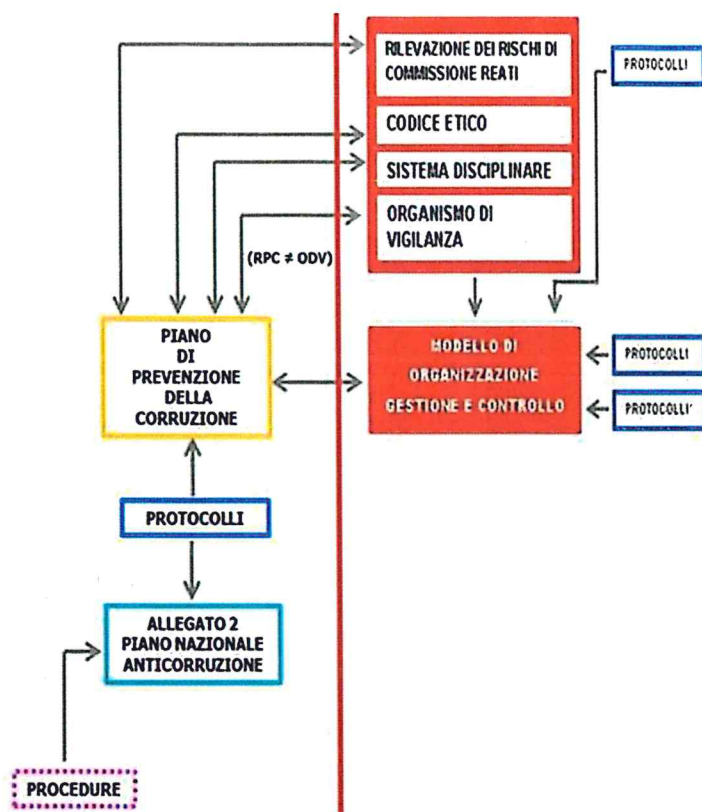 RILEVAZIONE DEI RISCHI DI
COMMISSIONE REATI
PROTOCOLLI
CODICE ETICO
SISTEMA DISCIPLINARE
ORGANISMO DI
VIGILANZA
(RPC ≠ ODV)
PIANO
DI
PREVENZIONE
DELLA
CORRUZIONE
MODELLO DI
ORGANIZZAZIONE
GESTIONE E CONTROLLO
PROTOCOLLI
PROTOCOLLI'
PROTOCOLLI
ALLEGATO 2
PIANO NAZIONALE
ANTICORRUZIONE
PROCEDURE